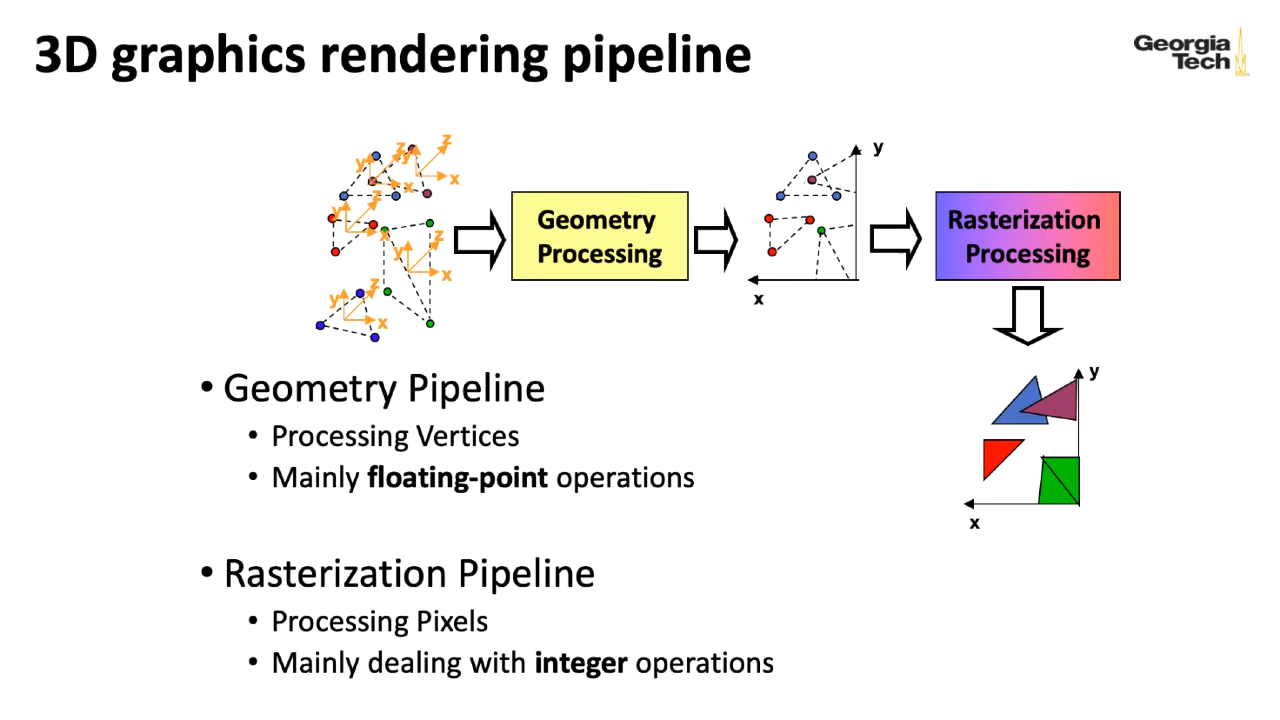 3D graphics rendering pipeline
Georgia
Tech
z
z
y
y
x
x
z
y
x
z
y
x
z
y
x
Geometry
Processing
y
x
Rasterization
Processing
y
x
• Geometry Pipeline
• Processing Vertices
• Mainly floating-point operations
• Rasterization Pipeline
• Processing Pixels
• Mainly dealing with integer operations